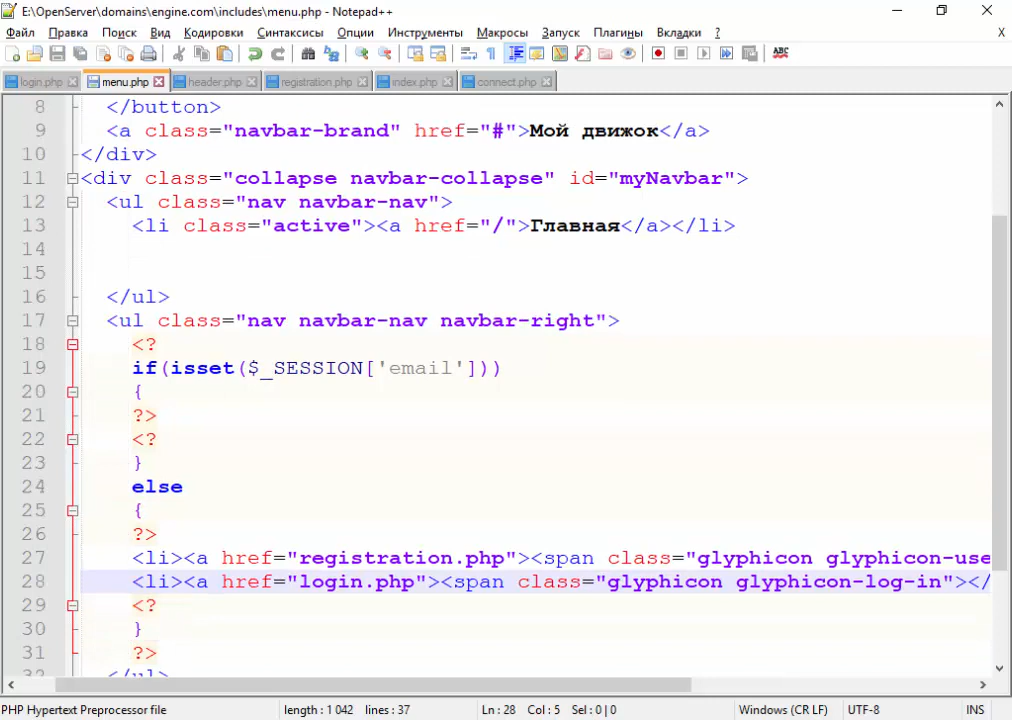 E:\OpenServer\domains\engine.com\includes\menu.php - Notepad++
Файл Правка Поиск Вид Кодировки Синтаксисы Опции Инструменты Макросы Запуск Плагины Вкладки ? X
ABC
login.php menu.php header.php registration.php index.php connect.php
8 </button>
9 <a class="navbar-brand" href="#">Мой движок</a>
10 </div>
11 <div class="collapse navbar-collapse" id="myNavbar">
12 <ul class="nav navbar-nav">
13 <li class="active"><a href="/">Главная</a></li>
14
15
16 </ul>
17 <ul class="nav navbar-nav navbar-right">
18 <?
19 if(isset($_SESSION['email']))
20 {
21 ?>
22 <?
23 }
24 else
25 {
26 ?>
27 <li><a href="registration.php"><span class="glyphicon glyphicon-use
28 <li><a href="login.php"><span class="glyphicon glyphicon-log-in"></
29 <?
30 }
31 ?>
32 </ul>
PHP Hypertext Preprocessor file length : 1 042 lines : 37 Ln : 28 Col : 5 Sel : 0 | 0 Windows (CR LF) UTF-8 INS